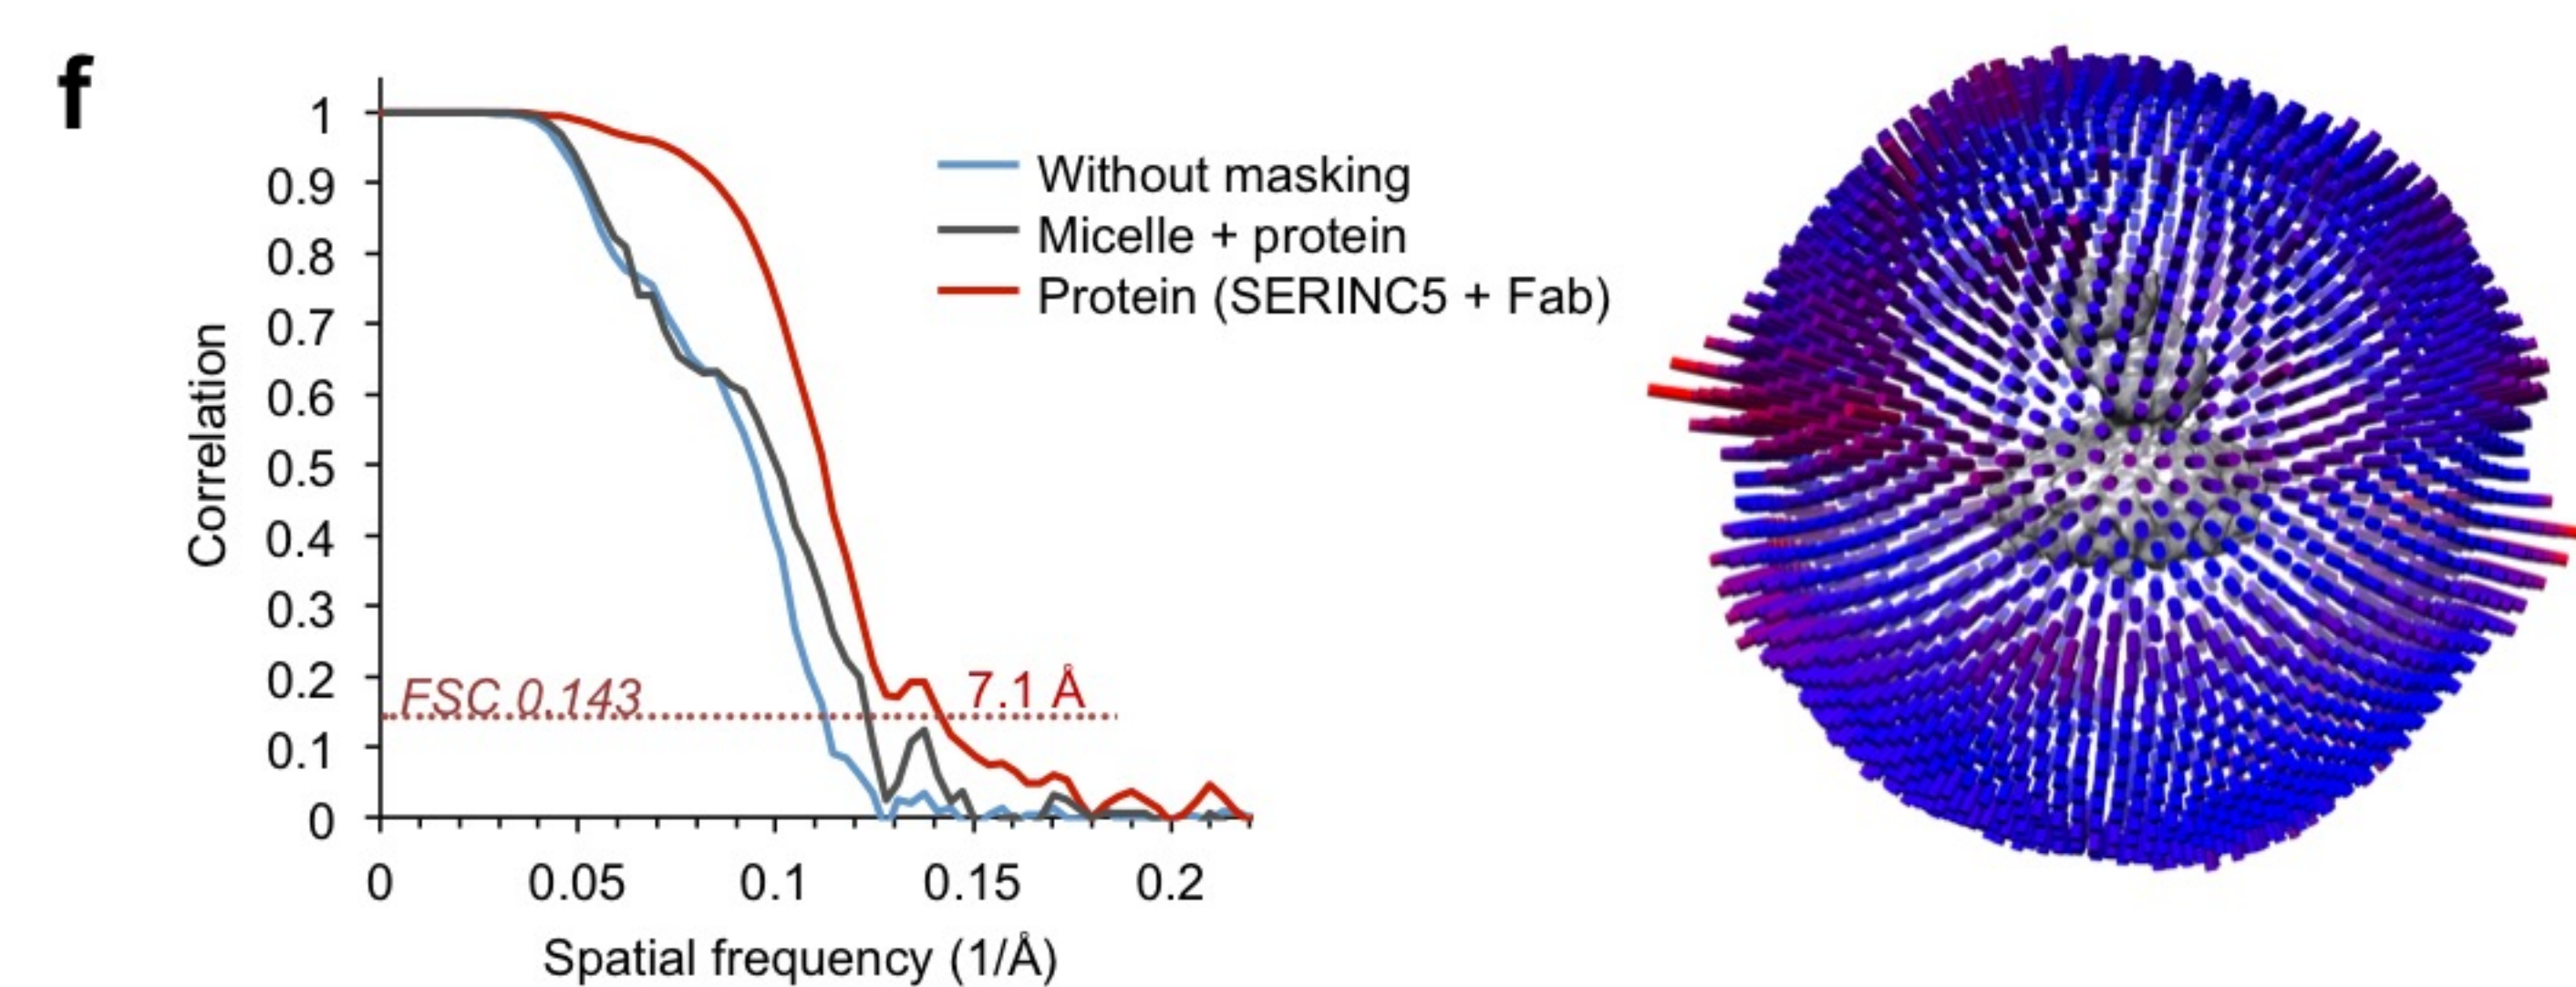 f
Without masking
Micelle + protein
Protein (SERINC5 + Fab)
1
0.9
0.8
0.7
0.6
0.5
0.4
0.3
0.2
0.1
0
Correlation
FSC 0.143
7.1 Å
0 0.05 0.1 0.15 0.2
Spatial frequency (1/Å)